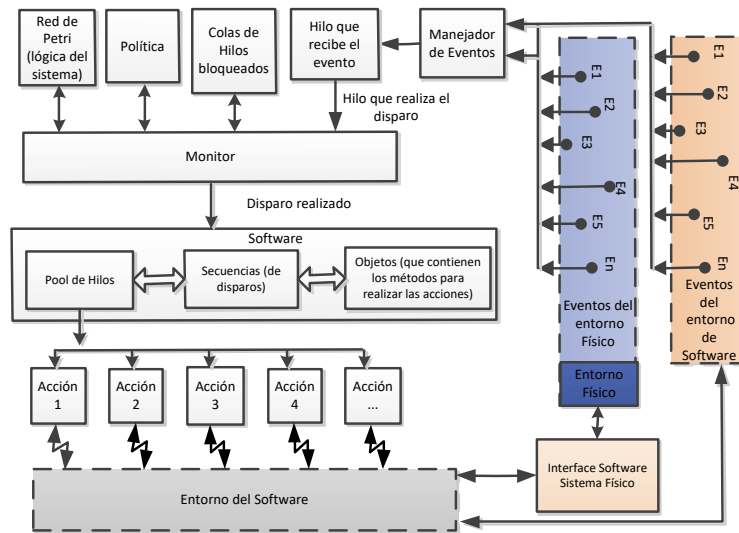 Red de
Petri
(lógica del
sistema)
Política
Colas de
Hilos
bloqueados
Hilo que
recibe el
evento
Manejador
de Eventos
Hilo que realiza el
disparo
Monitor
Disparo realizado
Software
Pool de Hilos
Secuencias (de
disparos)
Objetos (que contienen
los métodos para
realizar las acciones)
Acción
1
Acción
2
Acción
3
Acción
4
Acción
...
Entorno del Software
E1
E2
E3
E4
E5
En
Eventos del
entorno
Físico
Entorno
Físico
Interface Software
Sistema Físico
E1
E2
E3
E4
E5
En
Eventos
del
entorno
de
Software